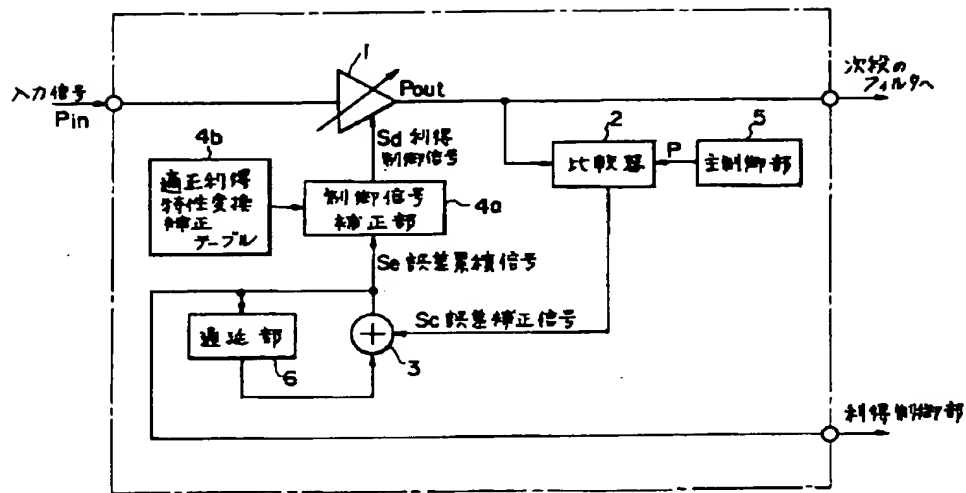 入力信号
Pin
1
Pout
次段の
フィルタへ
Sd 利得
制御信号
2
比較器
P
5
主制御部
4b
適正利得
特性変換
補正
テーブル
制御信号
補正部
4a
Se 誤差累積信号
Sc 誤差補正信号
遅延部
6
+
3
利得制御部